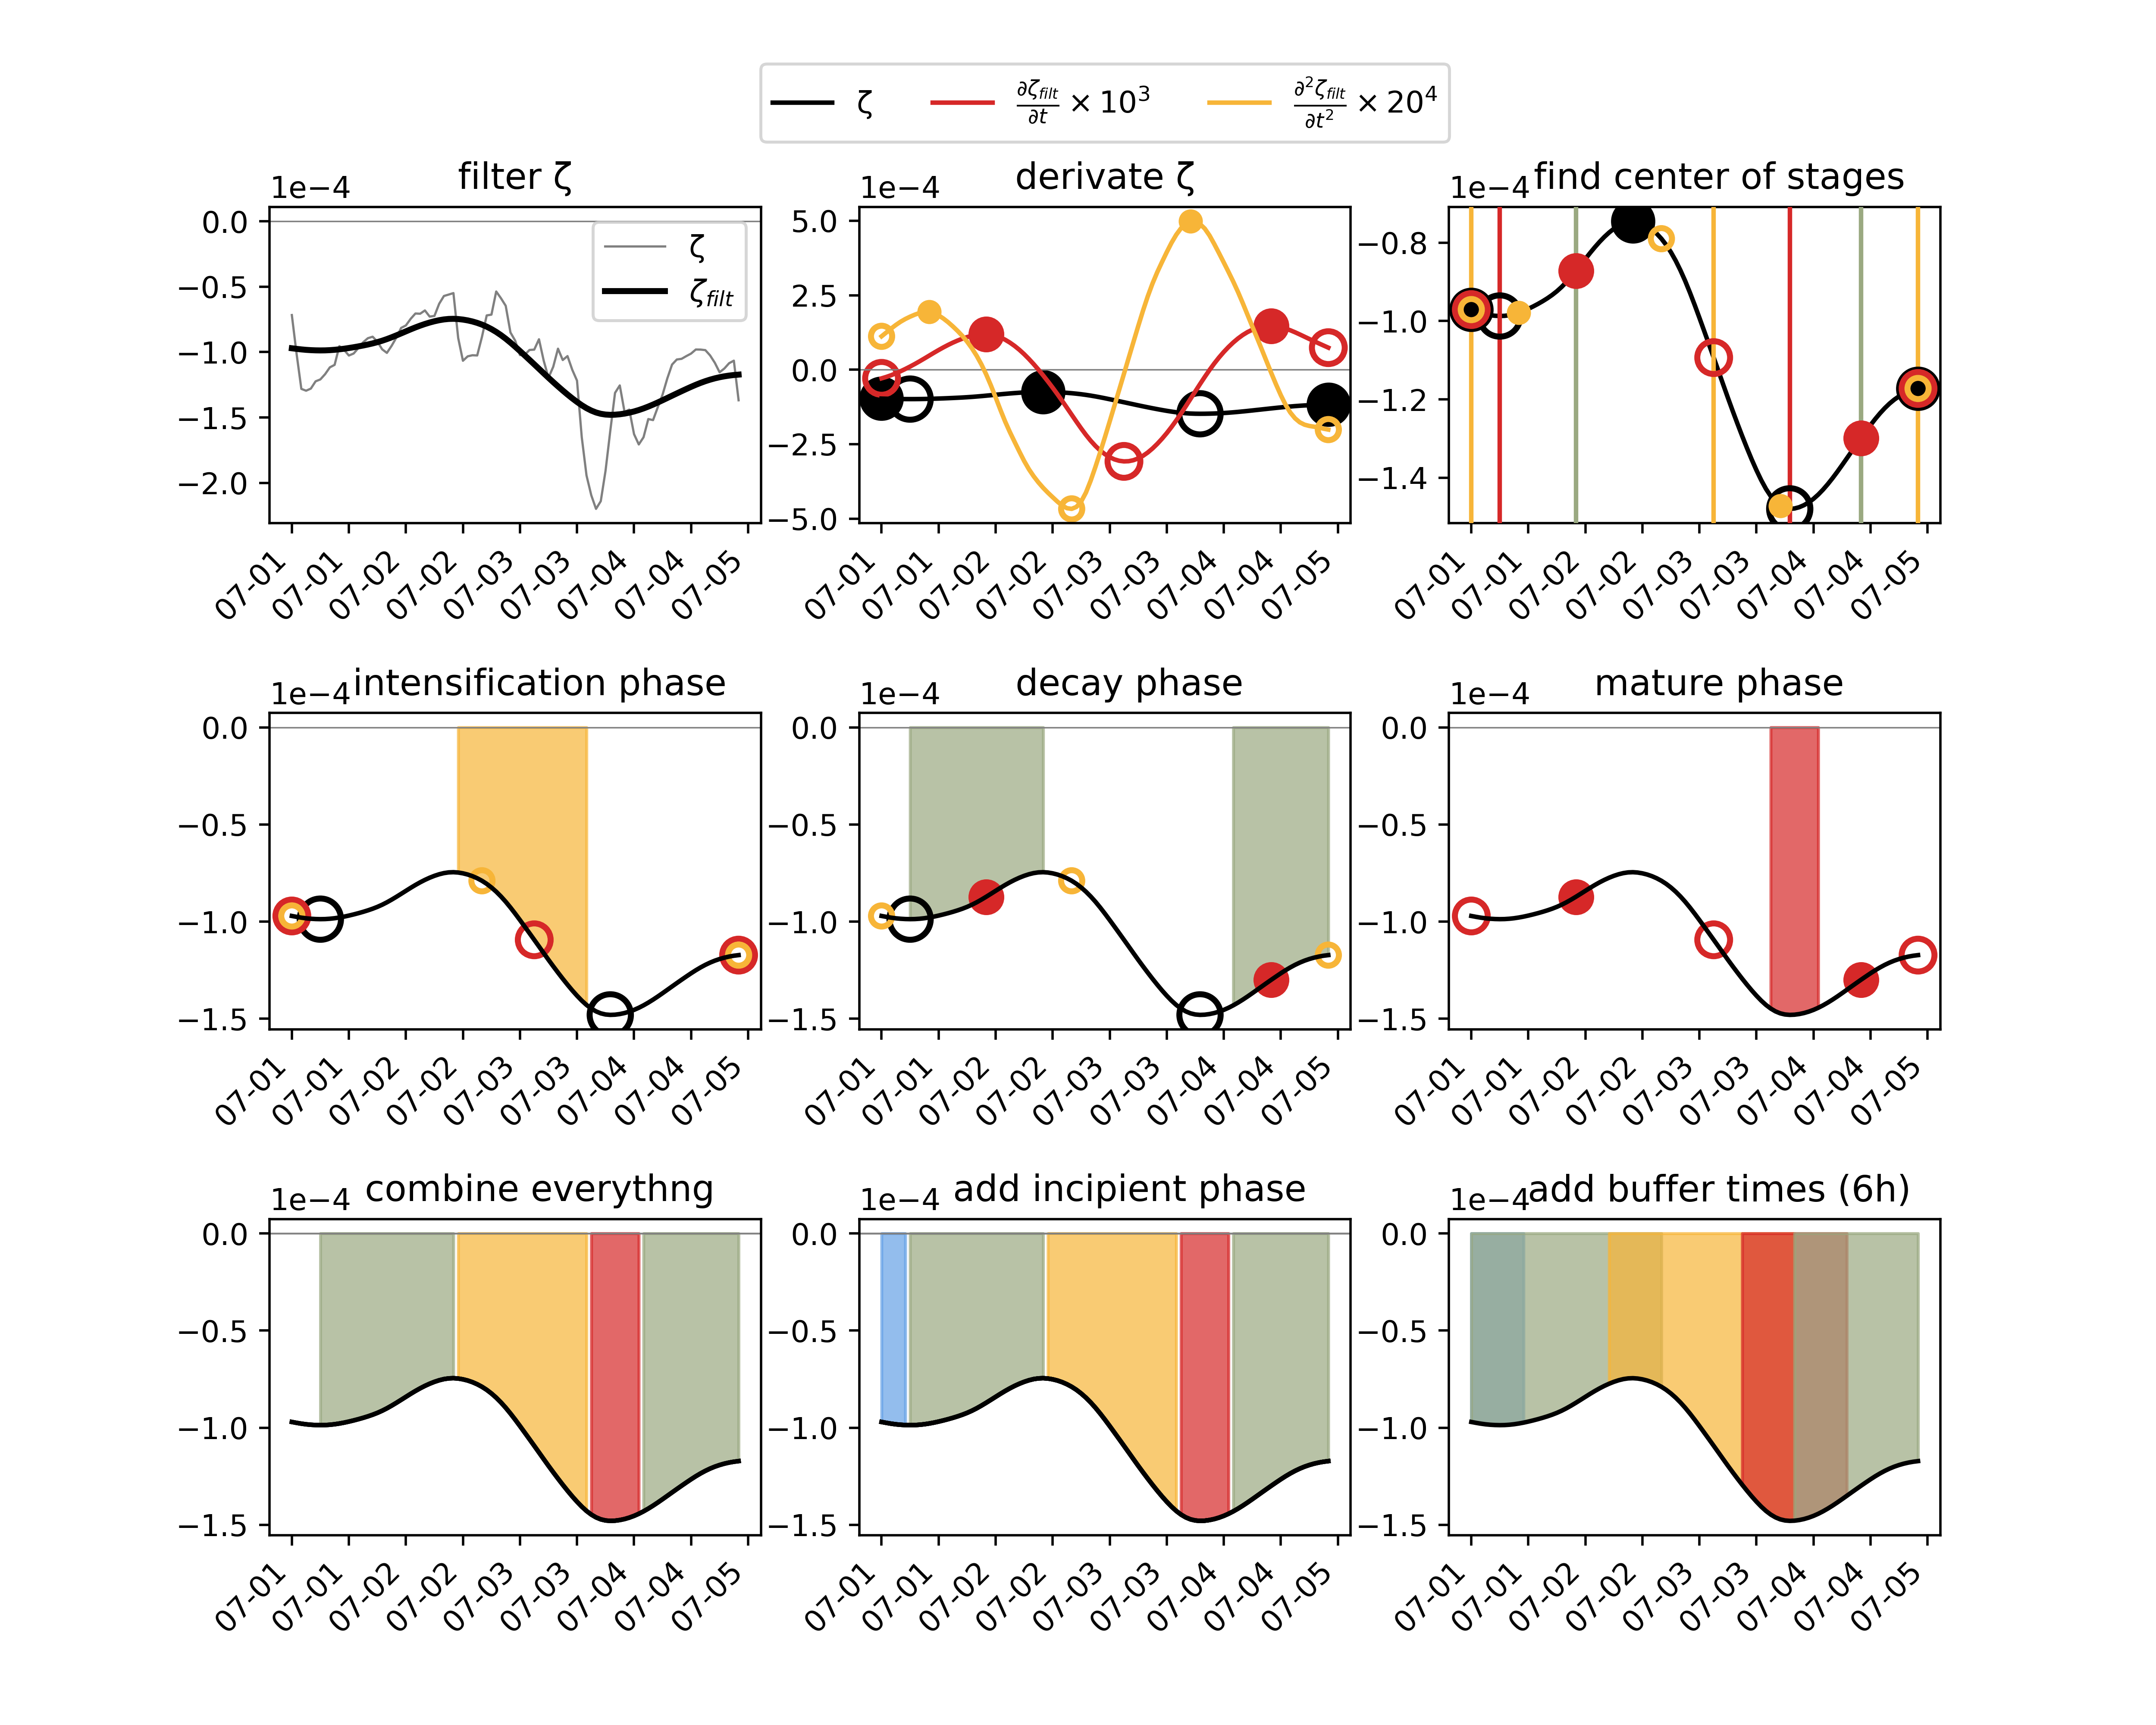 ζ ∂ζfilt/∂t × 10³ ∂²ζfilt/∂t² × 20⁴
filter ζ
1e−4
0.0
−0.5
−1.0
−1.5
−2.0
ζ
ζfilt
07-01 07-01 07-02 07-02 07-03 07-03 07-04 07-04 07-05
derivate ζ
1e−4
5.0
2.5
0.0
−2.5
−5.0
07-01 07-01 07-02 07-02 07-03 07-03 07-04 07-04 07-05
find center of stages
1e−4
−0.8
−1.0
−1.2
−1.4
07-01 07-01 07-02 07-02 07-03 07-03 07-04 07-04 07-05
intensification phase
1e−4
0.0
−0.5
−1.0
−1.5
07-01 07-01 07-02 07-02 07-03 07-03 07-04 07-04 07-05
decay phase
1e−4
0.0
−0.5
−1.0
−1.5
07-01 07-01 07-02 07-02 07-03 07-03 07-04 07-04 07-05
mature phase
1e−4
0.0
−0.5
−1.0
−1.5
07-01 07-01 07-02 07-02 07-03 07-03 07-04 07-04 07-05
combine everythng
1e−4
0.0
−0.5
−1.0
−1.5
07-01 07-01 07-02 07-02 07-03 07-03 07-04 07-04 07-05
add incipient phase
1e−4
0.0
−0.5
−1.0
−1.5
07-01 07-01 07-02 07-02 07-03 07-03 07-04 07-04 07-05
add buffer times (6h)
1e−4
0.0
−0.5
−1.0
−1.5
07-01 07-01 07-02 07-02 07-03 07-03 07-04 07-04 07-05